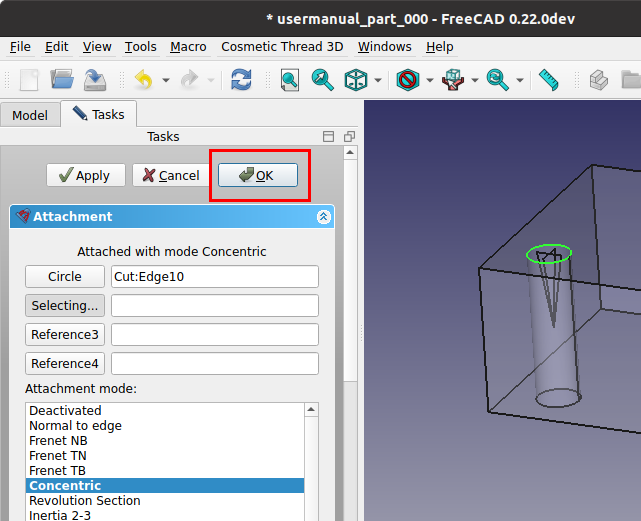 * usermanual_part_000 - FreeCAD 0.22.0dev
File Edit View Tools Macro Cosmetic Thread 3D Windows Help
Model Tasks
Tasks
Apply Cancel OK
Attachment
Attached with mode Concentric
Circle Cut:Edge10
Selecting...
Reference3
Reference4
Attachment mode:
Deactivated
Normal to edge
Frenet NB
Frenet TN
Frenet TB
Concentric
Revolution Section
Inertia 2-3